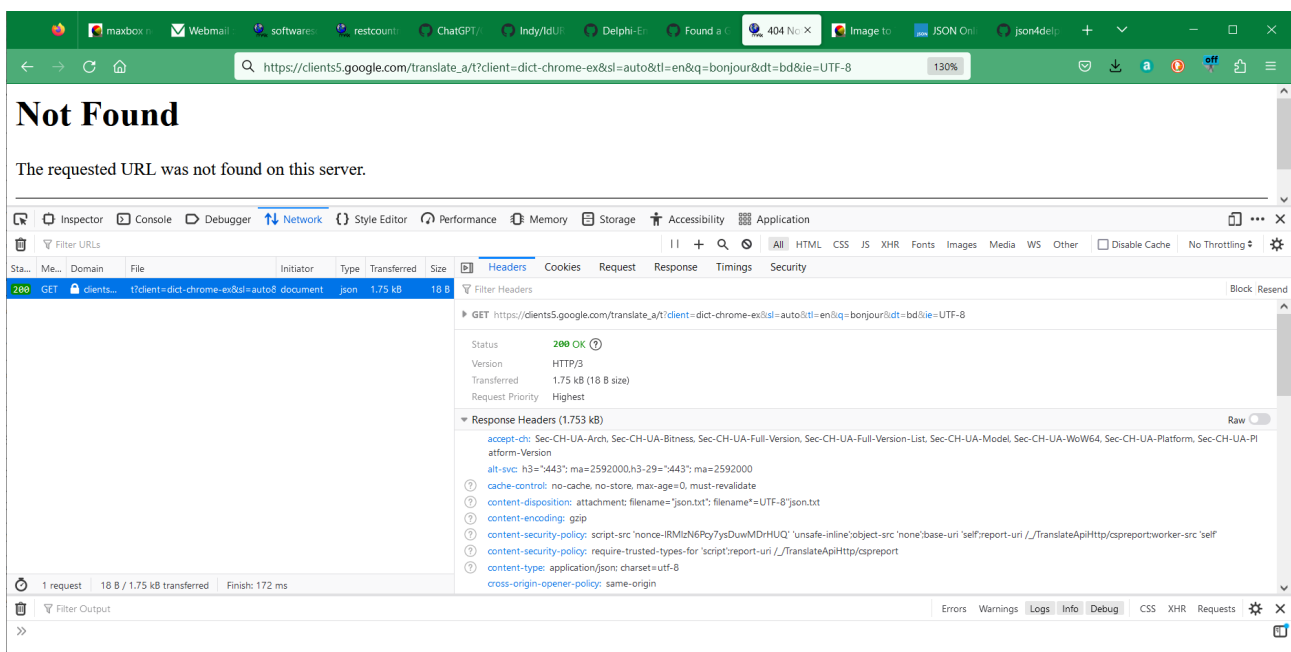 maxbox n Webmail softwares restcount ChatGPT/ Indy/IdUR Delphi-En Found a G 404 No Image to JSON Onli json4delp
https://clients5.google.com/translate_a/t?client=dict-chrome-ex&sl=auto&tl=en&q=bonjour&dt=bd&ie=UTF-8 130% off
Not Found
The requested URL was not found on this server.
Inspector Console Debugger Network Style Editor Performance Memory Storage Accessibility Application
Filter URLs All HTML CSS JS XHR Fonts Images Media WS Other Disable Cache No Throttling
Sta... Me... Domain File Initiator Type Transferred Size Headers Cookies Request Response Timings Security
200 GET clients... t?client=dict-chrome-ex&sl=auto& document json 1.75 kB 18 B Filter Headers Block Resend
GET https://clients5.google.com/translate_a/t?client=dict-chrome-ex&sl=auto&tl=en&q=bonjour&dt=bd&ie=UTF-8
Status 200 OK
Version HTTP/3
Transferred 1.75 kB (18 B size)
Request Priority Highest
Response Headers (1.753 kB) Raw
accept-ch: Sec-CH-UA-Arch, Sec-CH-UA-Bitness, Sec-CH-UA-Full-Version, Sec-CH-UA-Full-Version-List, Sec-CH-UA-Model, Sec-CH-UA-WoW64, Sec-CH-UA-Platform, Sec-CH-UA-Pl
atform-Version
alt-svc: h3=":443"; ma=2592000,h3-29=":443"; ma=2592000
cache-control: no-cache, no-store, max-age=0, must-revalidate
content-disposition: attachment; filename="json.txt"; filename*=UTF-8''json.txt
content-encoding: gzip
content-security-policy: script-src 'nonce-lRMIzN6Pcy7ysDuwMDrHUQ' 'unsafe-inline';object-src 'none';base-uri 'self';report-uri /_/TranslateApiHttp/cspreport;worker-src 'self'
content-security-policy: require-trusted-types-for 'script';report-uri /_/TranslateApiHttp/cspreport
content-type: application/json; charset=utf-8
cross-origin-opener-policy: same-origin
1 request 18 B / 1.75 kB transferred Finish: 172 ms
Filter Output Errors Warnings Logs Info Debug CSS XHR Requests